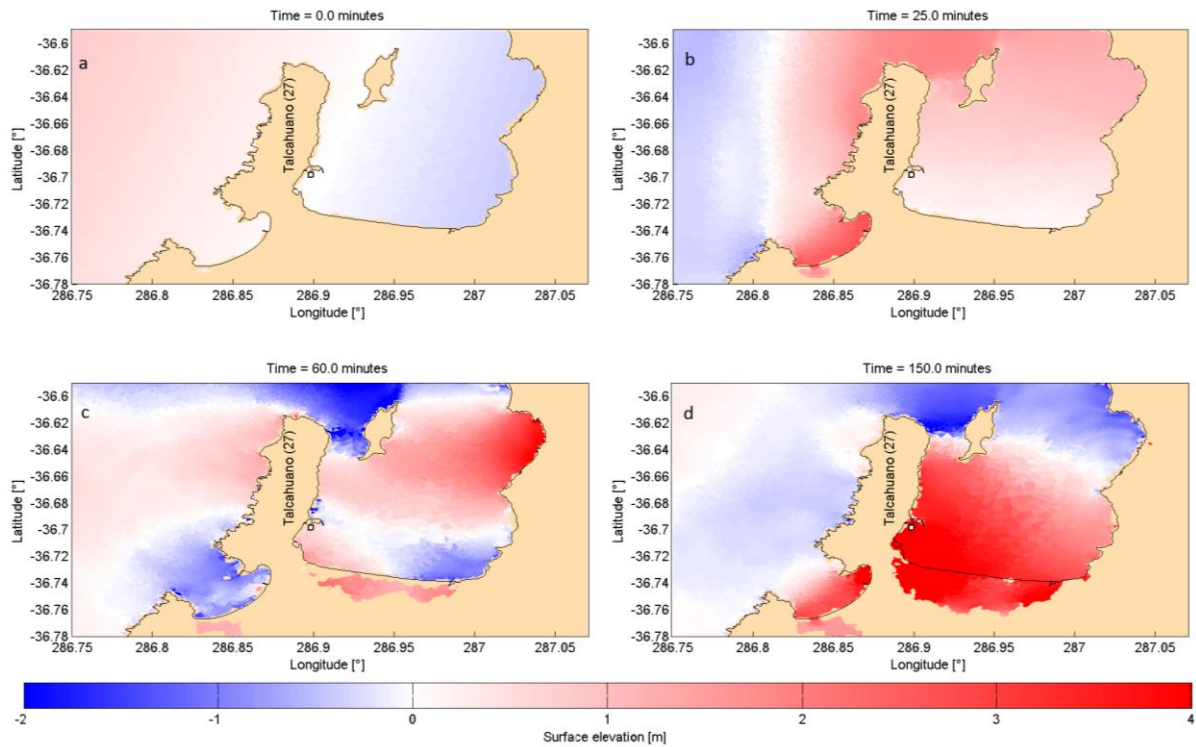 Time = 0.0 minutes
a
Talcahuano (27)
-36.6
-36.62
-36.64
-36.66
-36.68
-36.7
-36.72
-36.74
-36.76
-36.78
Latitude [°]
286.75 286.8 286.85 286.9 286.95 287 287.05
Longitude [°]
Time = 25.0 minutes
b
Talcahuano (27)
-36.6
-36.62
-36.64
-36.66
-36.68
-36.7
-36.72
-36.74
-36.76
-36.78
Latitude [°]
286.75 286.8 286.85 286.9 286.95 287 287.05
Longitude [°]
Time = 60.0 minutes
c
Talcahuano (27)
-36.6
-36.62
-36.64
-36.66
-36.68
-36.7
-36.72
-36.74
-36.76
-36.78
Latitude [°]
286.75 286.8 286.85 286.9 286.95 287 287.05
Longitude [°]
Time = 150.0 minutes
d
Talcahuano (27)
-36.6
-36.62
-36.64
-36.66
-36.68
-36.7
-36.72
-36.74
-36.76
-36.78
Latitude [°]
286.75 286.8 286.85 286.9 286.95 287 287.05
Longitude [°]
-2 -1 0 1 2 3 4
Surface elevation [m]